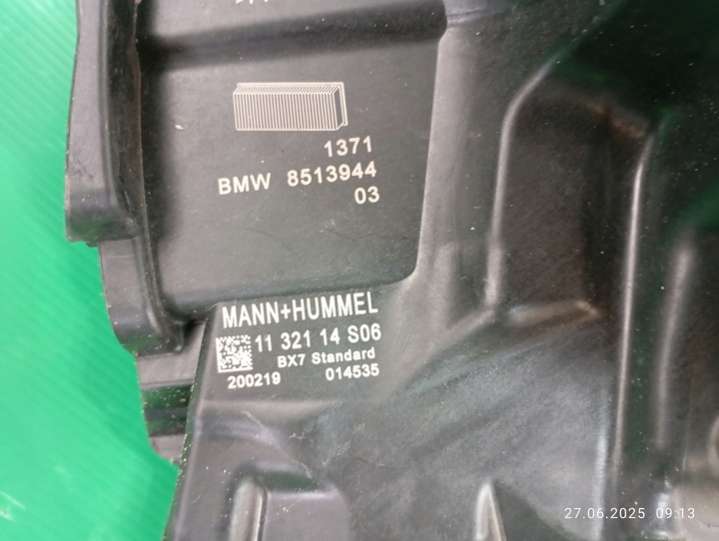 1371
BMW 8513944
03
MANN+HUMMEL
11 321 14 S06
BX7 Standard
200219 014535
27.06.2025 09:13